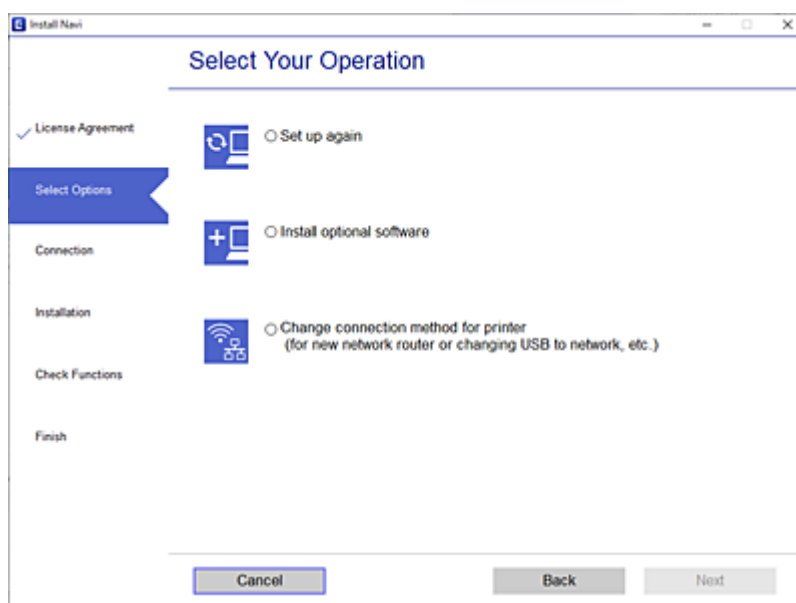 Install Navi
Select Your Operation
License Agreement
Select Options
Connection
Installation
Check Functions
Finish
Set up again
Install optional software
Change connection method for printer
(for new network router or changing USB to network, etc.)
Cancel
Back
Next